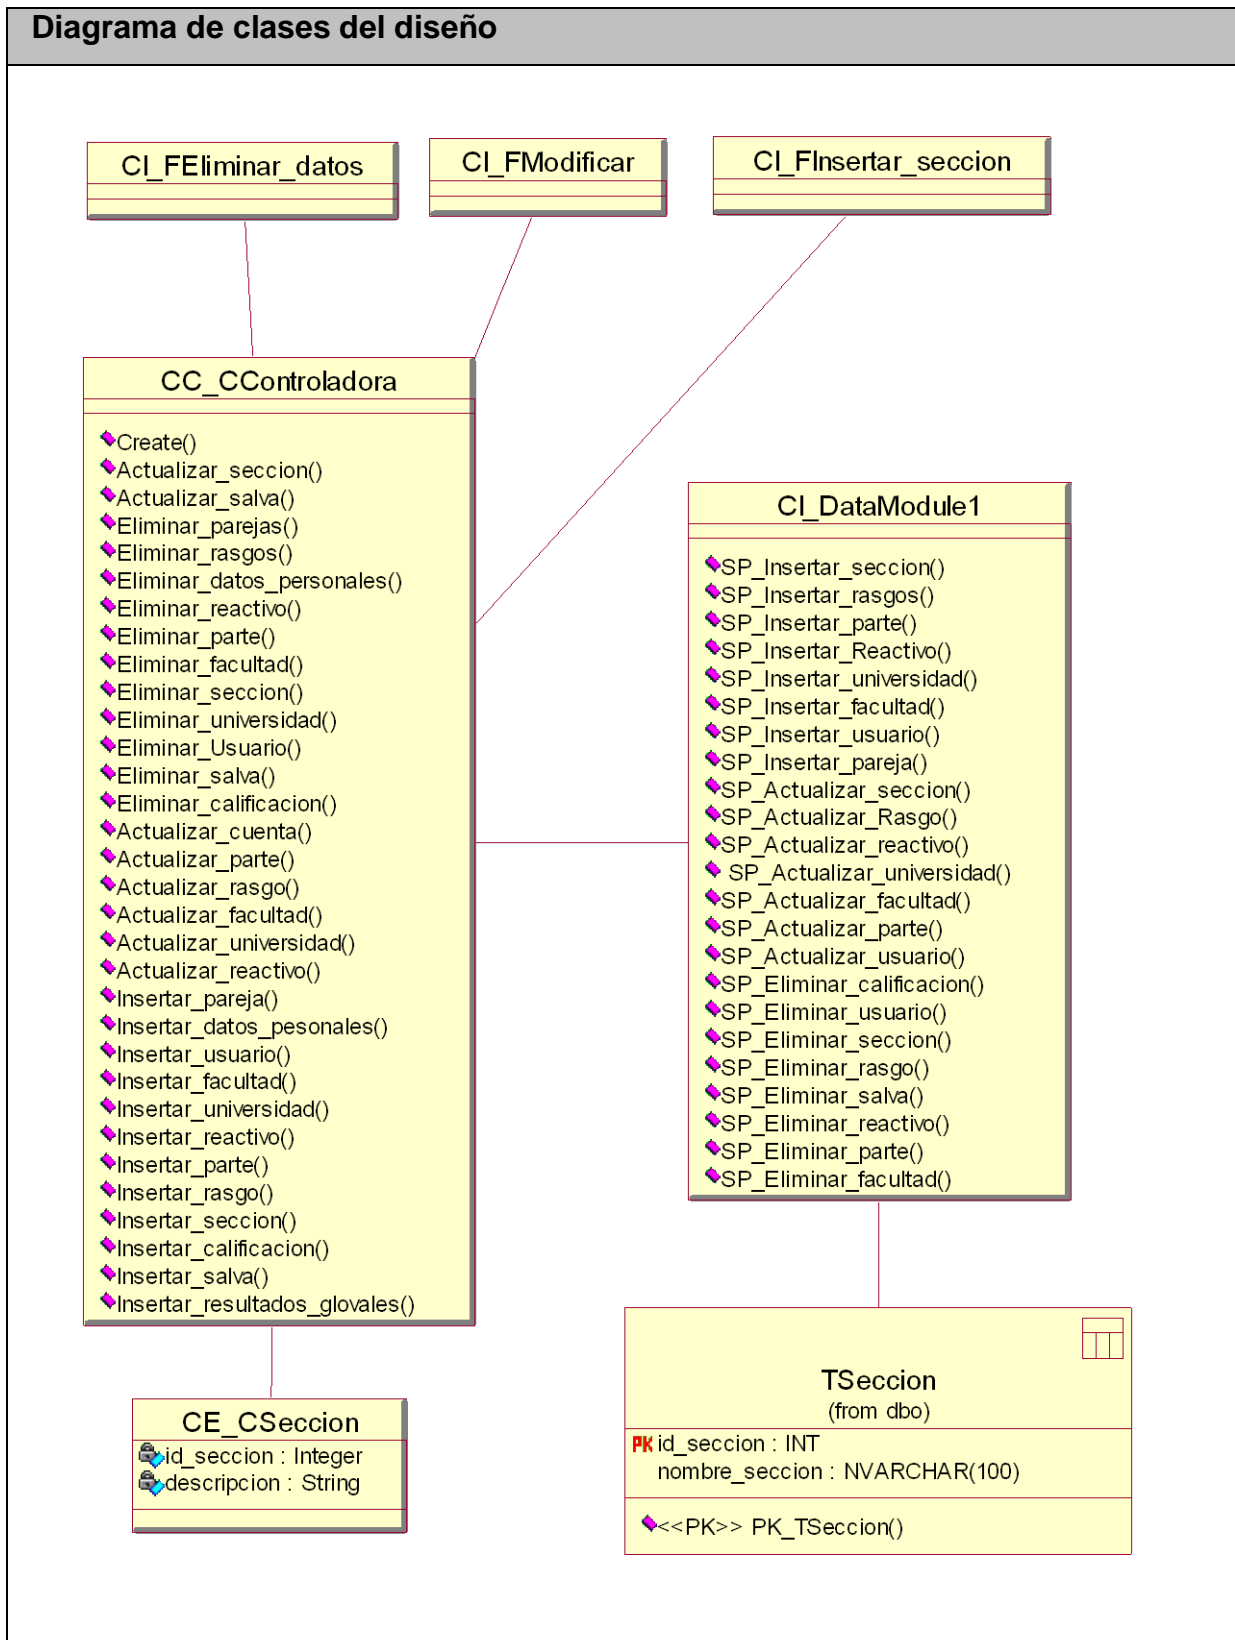 Diagrama de clases del diseño
CI_FEliminar_datos
CI_FModificar
CI_FInsertar_seccion
CC_CControladora
Create()
Actualizar_seccion()
Actualizar_salva()
Eliminar_parejas()
Eliminar_rasgos()
Eliminar_datos_personales()
Eliminar_reactivo()
Eliminar_parte()
Eliminar_facultad()
Eliminar_seccion()
Eliminar_universidad()
Eliminar_Usuario()
Eliminar_salva()
Eliminar_calificacion()
Actualizar_cuenta()
Actualizar_parte()
Actualizar_rasgo()
Actualizar_facultad()
Actualizar_universidad()
Actualizar_reactivo()
Insertar_pareja()
Insertar_datos_pesonales()
Insertar_usuario()
Insertar_facultad()
Insertar_universidad()
Insertar_reactivo()
Insertar_parte()
Insertar_rasgo()
Insertar_seccion()
Insertar_calificacion()
Insertar_salva()
Insertar_resultados_glovales()
CI_DataModule1
SP_Insertar_seccion()
SP_Insertar_rasgos()
SP_Insertar_parte()
SP_Insertar_Reactivo()
SP_Insertar_universidad()
SP_Insertar_facultad()
SP_Insertar_usuario()
SP_Insertar_pareja()
SP_Actualizar_seccion()
SP_Actualizar_Rasgo()
SP_Actualizar_reactivo()
SP_Actualizar_universidad()
SP_Actualizar_facultad()
SP_Actualizar_parte()
SP_Actualizar_usuario()
SP_Eliminar_calificacion()
SP_Eliminar_usuario()
SP_Eliminar_seccion()
SP_Eliminar_rasgo()
SP_Eliminar_salva()
SP_Eliminar_reactivo()
SP_Eliminar_parte()
SP_Eliminar_facultad()
CE_CSeccion
id_seccion : Integer
descripcion : String
TSeccion
(from dbo)
PK id_seccion : INT
nombre_seccion : NVARCHAR(100)
<<PK>> PK_TSeccion()